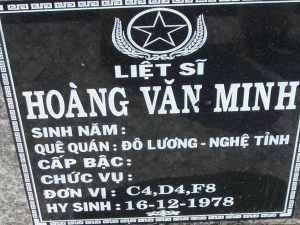 LIỆT SĨ
HOÀNG VĂN MINH
SINH NĂM :
QUÊ QUÁN : ĐÔ LƯƠNG - NGHỆ TỈNH
CẤP BẬC :
CHỨC VỤ :
ĐƠN VỊ : C4,D4,F8
HY SINH : 16-12-1978